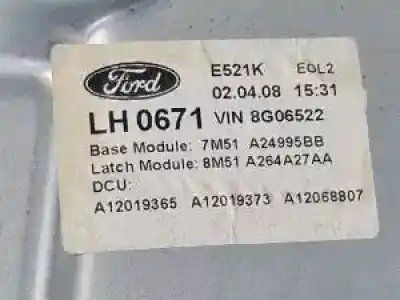 Ford E521K EOL2
02.04.08 15:31
LH 0671 VIN 8G06522
Base Module: 7M51 A24995BB
Latch Module: 8M51 A264A27AA
DCU:
A12019365 A12019373 A12068807